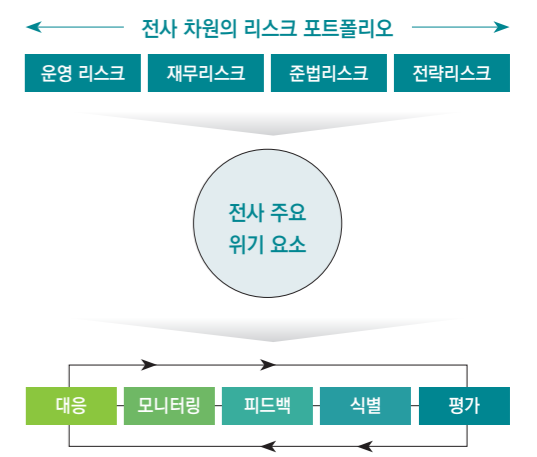 전사 차원의 리스크 포트폴리오
운영 리스크
재무리스크
준법리스크
전략리스크
전사 주요
위기 요소
대응
모니터링
피드백
식별
평가